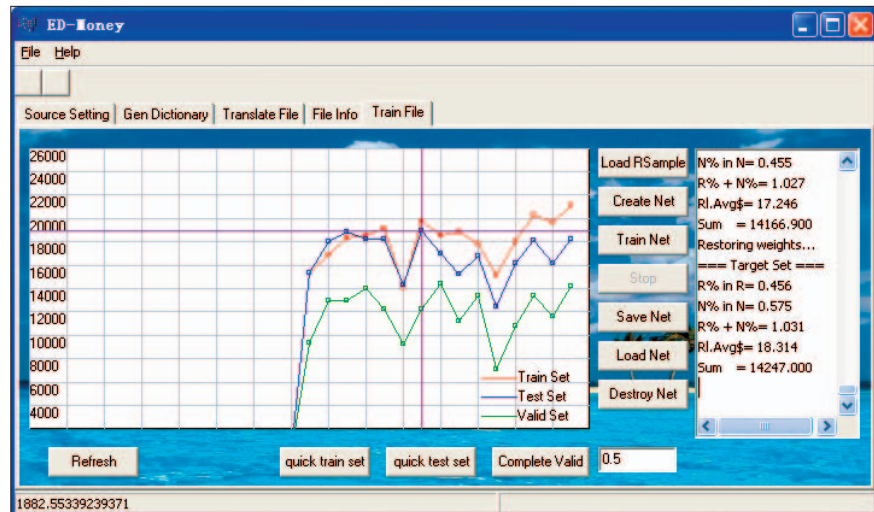 ED-Money
File Help
Source Setting Gen Dictionary Translate File File Info Train File
26000
24000
22000
20000
18000
16000
14000
12000
10000
8000
6000
4000
Train Set
Test Set
Valid Set
Load RSample
Create Net
Train Net
Stop
Save Net
Load Net
Destroy Net
N% in N= 0.455
R% + N%= 1.027
Rl.Avg$= 17.246
Sum = 14166.900
Restoring weights...
=== Target Set ===
R% in R= 0.456
N% in N= 0.575
R% + N%= 1.031
Rl.Avg$= 18.314
Sum = 14247.000
Refresh quick train set quick test set Complete Valid 0.5
1882.55339239371